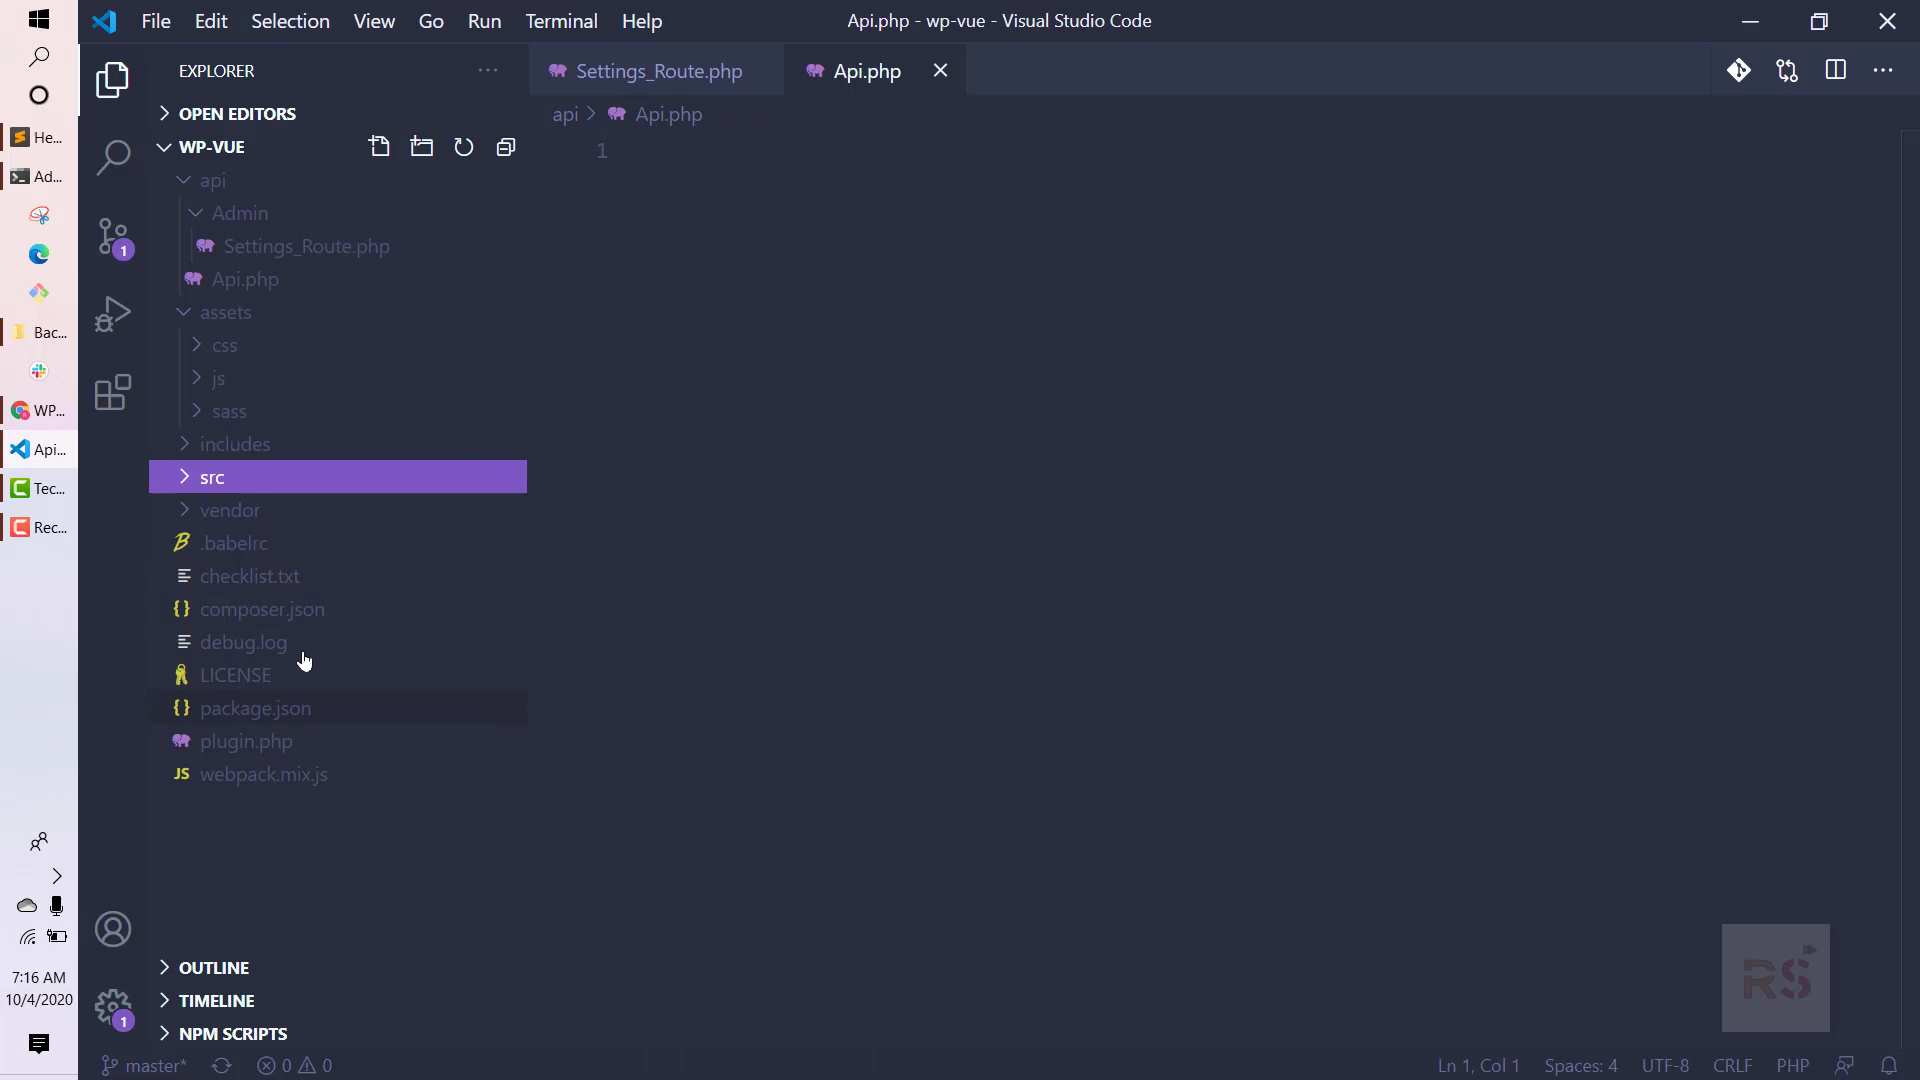 File Edit Selection View Go Run Terminal Help
Api.php - wp-vue - Visual Studio Code
EXPLORER
Settings_Route.php
Api.php
OPEN EDITORS
api > Api.php
WP-VUE
1
api
Admin
Settings_Route.php
Api.php
assets
css
js
sass
includes
src
vendor
.babelrc
checklist.txt
composer.json
debug.log
LICENSE
package.json
plugin.php
webpack.mix.js
OUTLINE
TIMELINE
NPM SCRIPTS
1
1
master*
0 0
Ln 1, Col 1 Spaces: 4 UTF-8 CRLF PHP
He...
Ad...
Bac...
WP...
Api...
Tec...
Rec...
7:16 AM
10/4/2020
RS